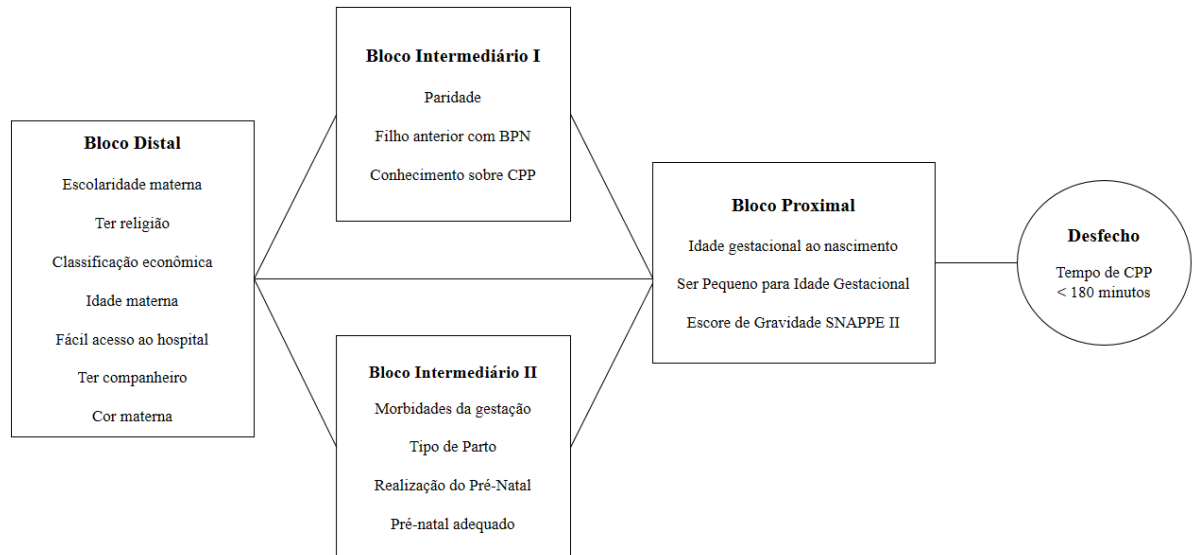 Bloco Distal
Escolaridade materna
Ter religião
Classificação econômica
Idade materna
Fácil acesso ao hospital
Ter companheiro
Cor materna
Bloco Intermediário I
Paridade
Filho anterior com BPN
Conhecimento sobre CPP
Bloco Intermediário II
Morbidades da gestação
Tipo de Parto
Realização do Pré-Natal
Pré-natal adequado
Bloco Proximal
Idade gestacional ao nascimento
Ser Pequeno para Idade Gestacional
Escore de Gravidade SNAPPE II
Desfecho
Tempo de CPP
< 180 minutos